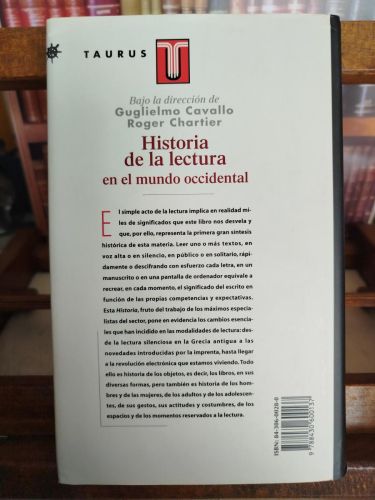 TAURUS
Bajo la dirección de
Guglielmo Cavallo
Roger Chartier
Historia
de la lectura
en el mundo occidental
El simple acto de la lectura implica en realidad mi-
les de significados que este libro nos desvela y
que, por ello, representa la primera gran síntesis
histórica de esta materia. Leer uno o más textos, en
voz alta o en silencio, en público o en solitario, rápi-
damente o descifrando con esfuerzo cada letra, en un
manuscrito o en una pantalla de ordenador equivale a
recrear, en cada momento, el significado del escrito en
función de las propias competencias y expectativas.
Esta Historia, fruto del trabajo de los máximos especia-
listas del sector, pone en evidencia los cambios esencia-
les que han incidido en las modalidades de lectura: des-
de la lectura silenciosa en la Grecia antigua a las
novedades introducidas por la imprenta, hasta llegar
a la revolución electrónica que estamos viviendo. Todo
ello es historia de los objetos, es decir, los libros, en sus
diversas formas, pero también es historia de los hom-
bres y de las mujeres, de los adultos y de los adolescen-
tes, de sus gestos, sus actitudes y costumbres, de los
espacios y de los momentos reservados a la lectura.
ISBN: 84-306-0028-0